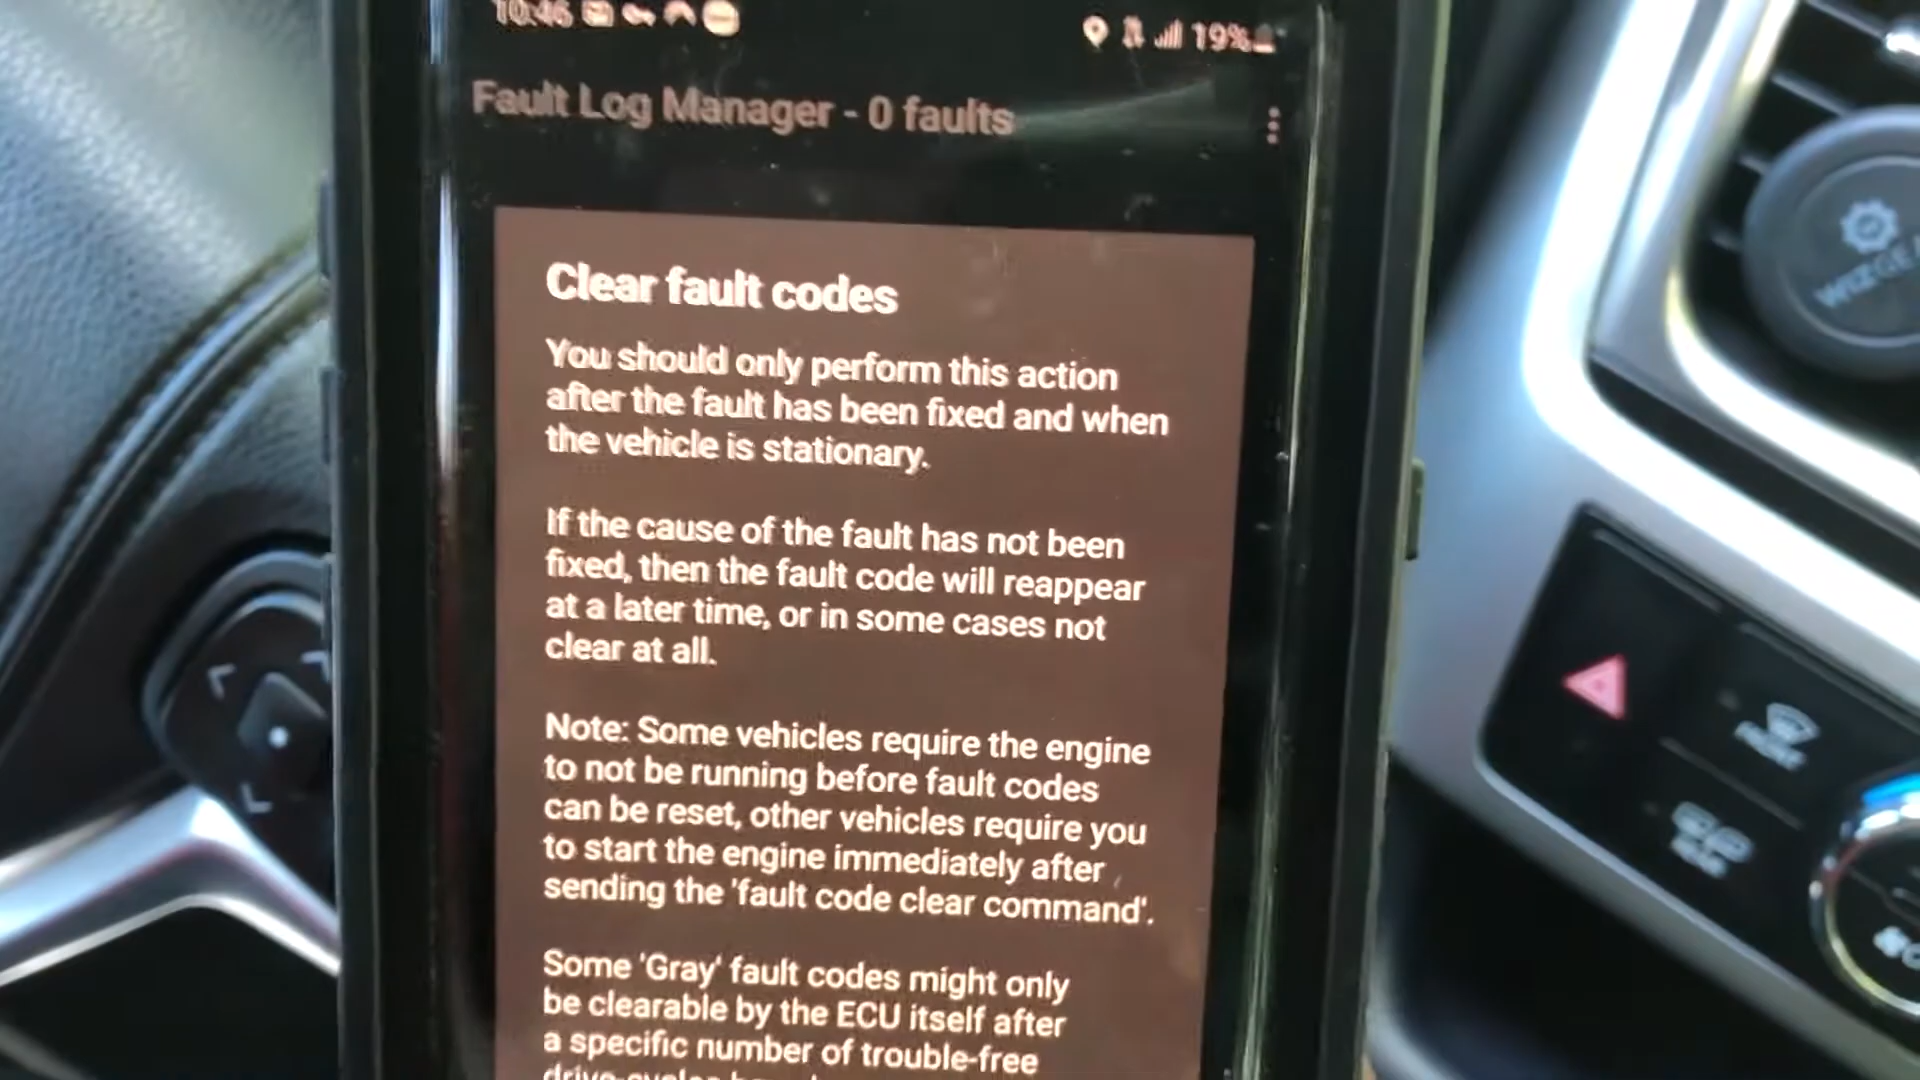 10:46
19%
Fault Log Manager - 0 faults
Clear fault codes
You should only perform this action
after the fault has been fixed and when
the vehicle is stationary.
If the cause of the fault has not been
fixed, then the fault code will reappear
at a later time, or in some cases not
clear at all.
Note: Some vehicles require the engine
to not be running before fault codes
can be reset, other vehicles require you
to start the engine immediately after
sending the 'fault code clear command'.
Some 'Gray' fault codes might only
be clearable by the ECU itself after
a specific number of trouble-free
WIZGEA
FRONT
REAR